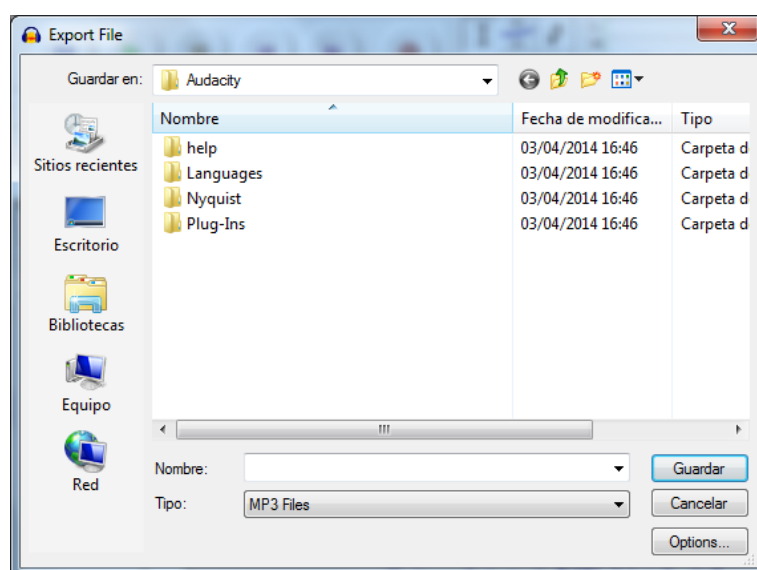 Export File
Guardar en: Audacity
Nombre Fecha de modifica... Tipo
help 03/04/2014 16:46 Carpeta d
Languages 03/04/2014 16:46 Carpeta d
Nyquist 03/04/2014 16:46 Carpeta d
Plug-Ins 03/04/2014 16:46 Carpeta d
Sitios recientes
Escritorio
Bibliotecas
Equipo
Red
Nombre: Guardar
Tipo: MP3 Files Cancelar
Options...